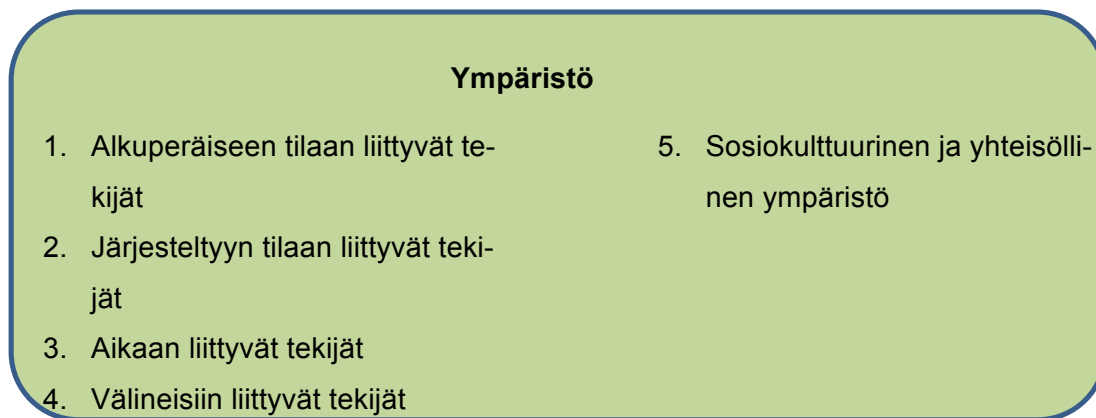 Ympäristö
1. Alkuperäiseen tilaan liittyvät te-
kijät
2. Järjesteltyyn tilaan liittyvät teki-
jät
3. Aikaan liittyvät tekijät
4. Välineisiin liittyvät tekijät
5. Sosiokulttuurinen ja yhteisölli-
nen ympäristö